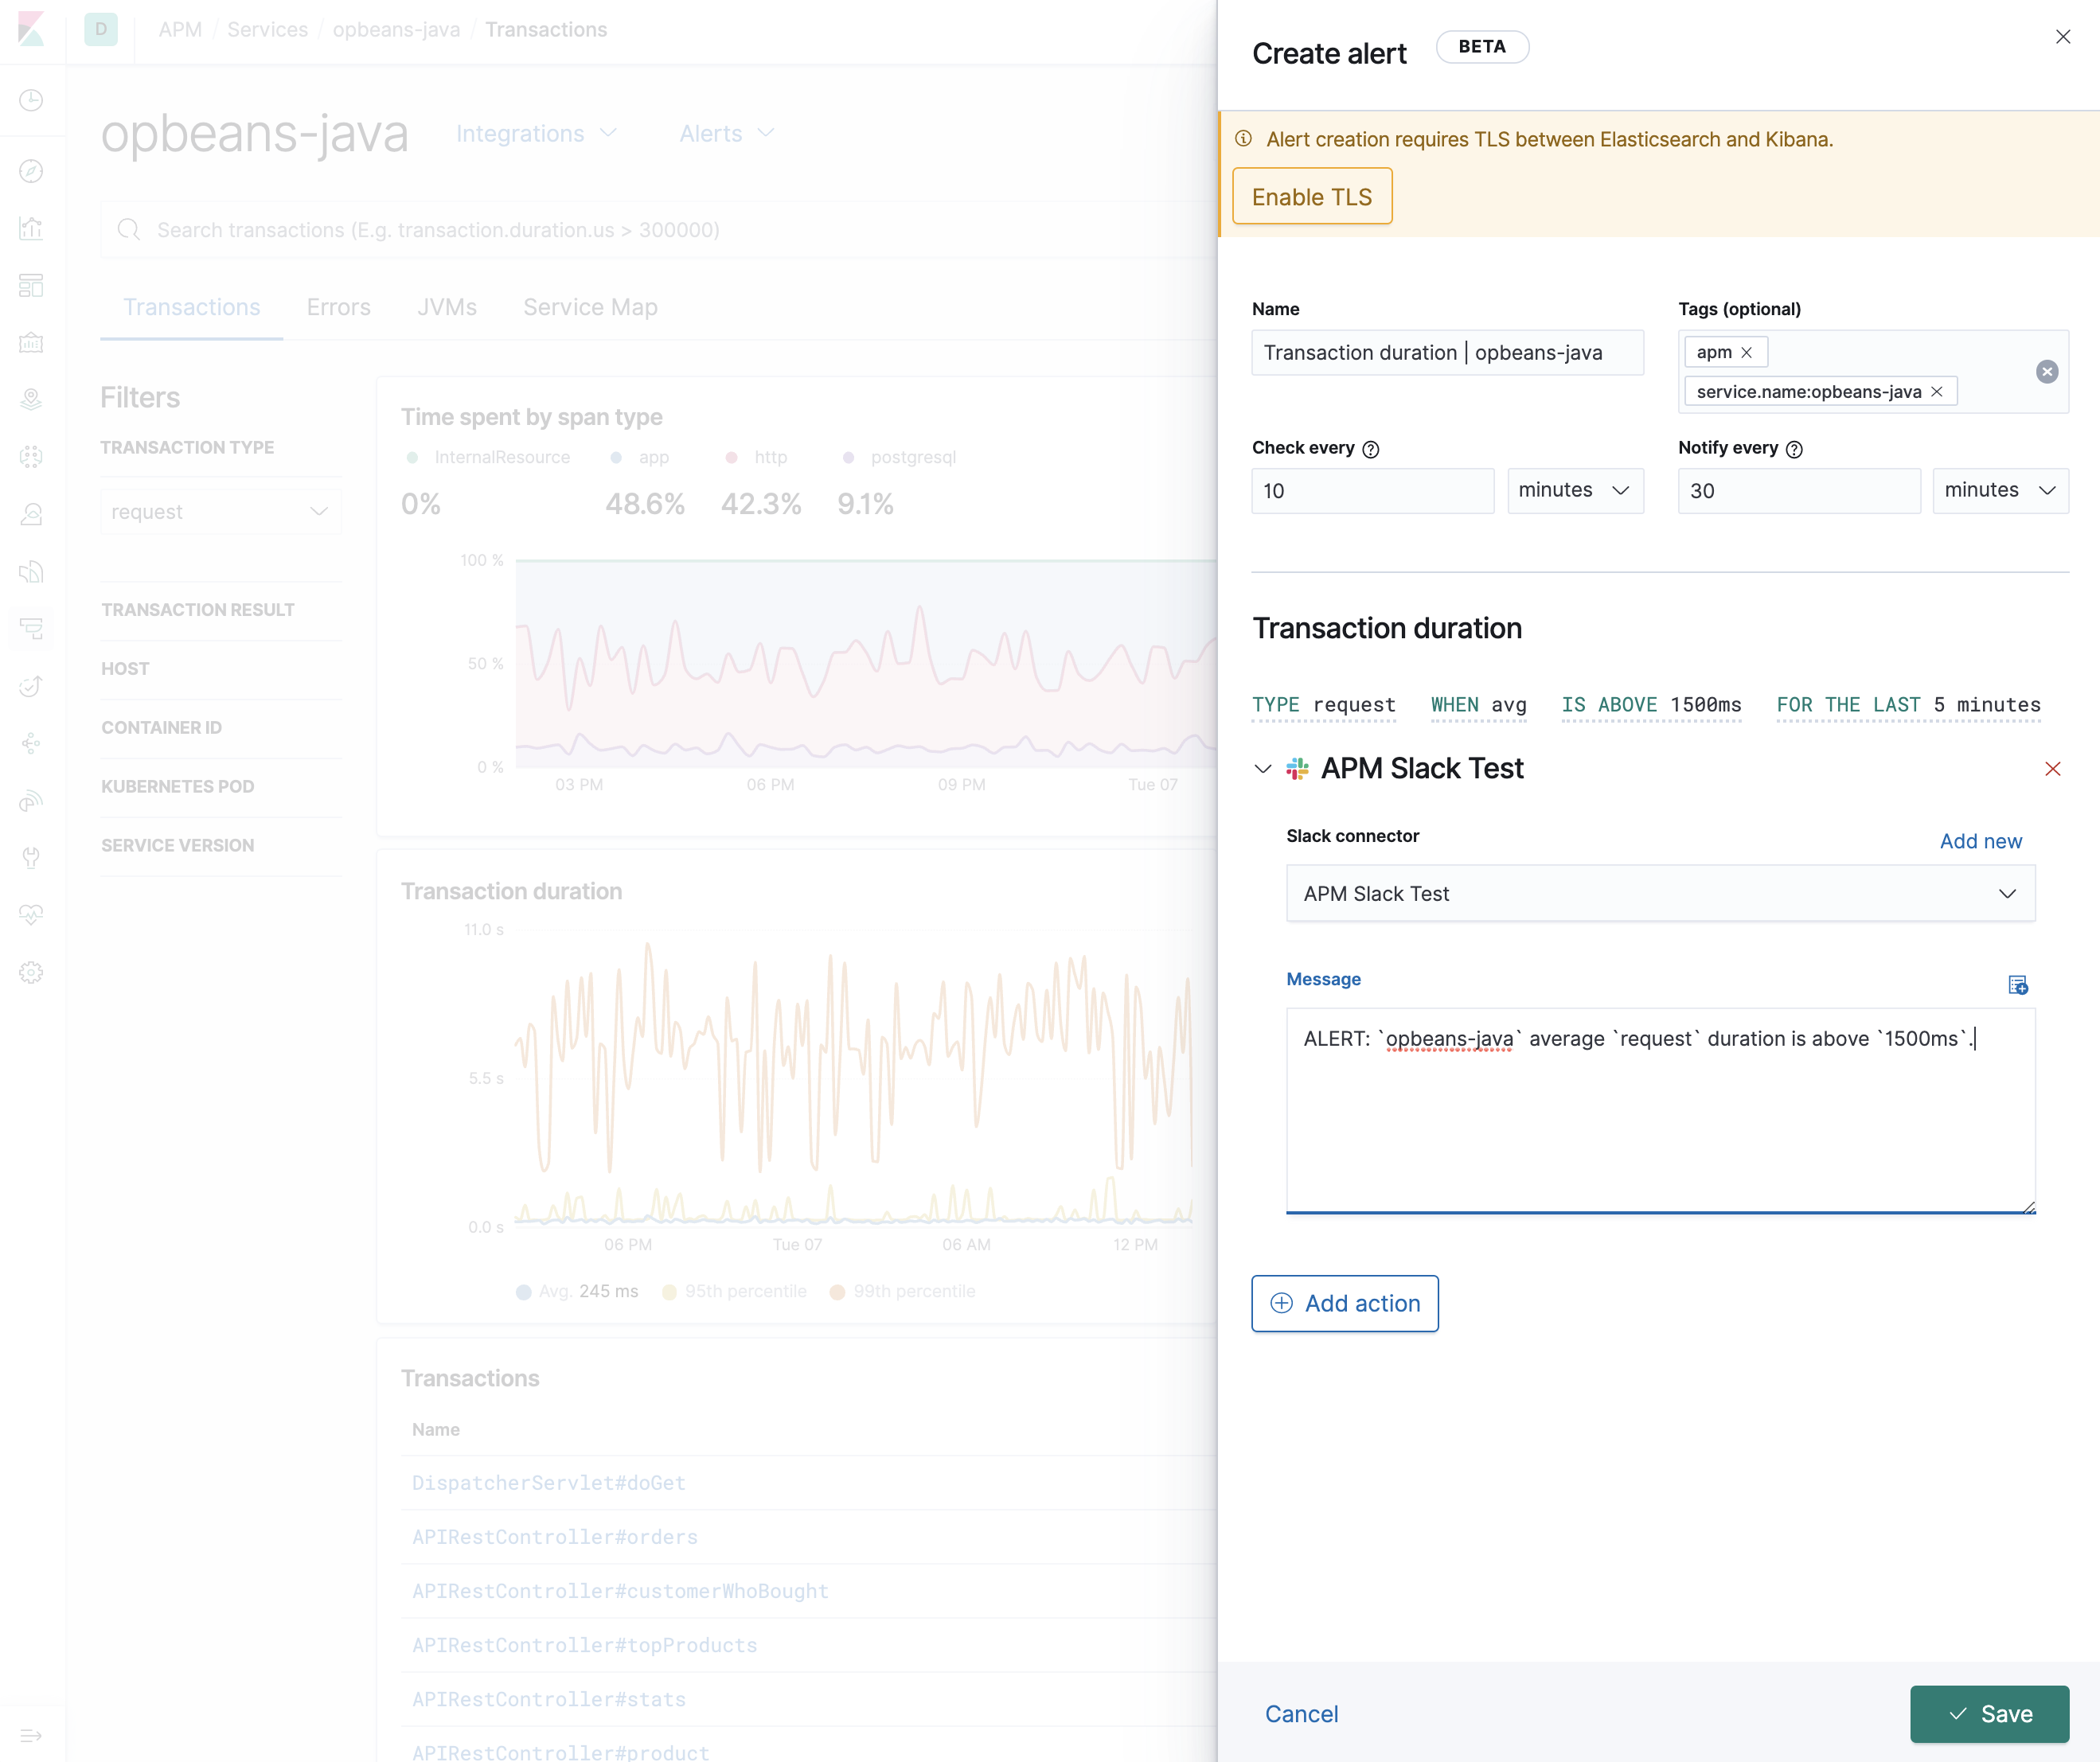 D
APM / Services / opbeans-java / Transactions
opbeans-java
Integrations
Alerts
Search transactions (E.g. transaction.duration.us > 300000)
Transactions
Errors
JVMs
Service Map
Filters
TRANSACTION TYPE
request
TRANSACTION RESULT
HOST
CONTAINER ID
KUBERNETES POD
SERVICE VERSION
Time spent by span type
InternalResource
app
http
postgresql
0%
48.6%
42.3%
9.1%
100 %
50 %
0 %
03 PM
06 PM
09 PM
Tue 07
Transaction duration
11.0 s
5.5 s
0.0 s
06 PM
Tue 07
06 AM
12 PM
Avg. 245 ms
95th percentile
99th percentile
Transactions
Name
DispatcherServlet#doGet
APIRestController#orders
APIRestController#customerWhoBought
APIRestController#topProducts
APIRestController#stats
APIRestController#product
Create alert
BETA
Alert creation requires TLS between Elasticsearch and Kibana.
Enable TLS
Name
Transaction duration | opbeans-java
Tags (optional)
apm
service.name:opbeans-java
Check every
10
minutes
Notify every
30
minutes
Transaction duration
TYPE request
WHEN avg
IS ABOVE 1500ms
FOR THE LAST 5 minutes
APM Slack Test
Slack connector
Add new
APM Slack Test
Message
ALERT: `opbeans-java` average `request` duration is above `1500ms`.
Add action
Cancel
Save